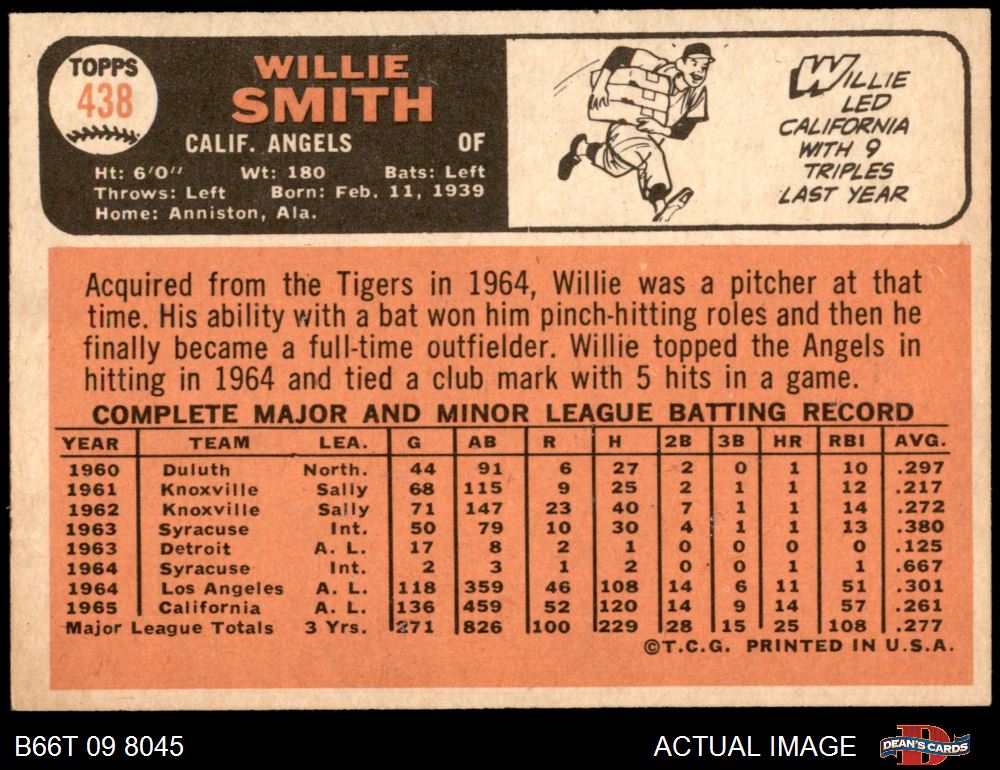 TOPPS
438
WILLIE
SMITH
CALIF. ANGELS OF
Ht: 6'0" Wt: 180 Bats: Left
Throws: Left Born: Feb. 11, 1939
Home: Anniston, Ala.
WILLIE
LED
CALIFORNIA
WITH 9
TRIPLES
LAST YEAR
Acquired from the Tigers in 1964, Willie was a pitcher at that
time. His ability with a bat won him pinch-hitting roles and then he
finally became a full-time outfielder. Willie topped the Angels in
hitting in 1964 and tied a club mark with 5 hits in a game.
COMPLETE MAJOR AND MINOR LEAGUE BATTING RECORD
YEAR TEAM LEA. G AB R H 2B 3B HR RBI AVG.
1960 Duluth North. 44 91 6 27 2 0 1 10 .297
1961 Knoxville Sally 68 115 9 25 2 1 1 12 .217
1962 Knoxville Sally 71 147 23 40 7 1 1 14 .272
1963 Syracuse Int. 50 79 10 30 4 1 1 13 .380
1963 Detroit A. L. 17 8 2 1 0 0 0 0 .125
1964 Syracuse Int. 2 3 1 2 0 0 1 1 .667
1964 Los Angeles A. L. 118 359 46 108 14 6 11 51 .301
1965 California A. L. 136 459 52 120 14 9 14 57 .261
Major League Totals 3 Yrs. 271 826 100 229 28 15 25 108 .277
©T.C.G. PRINTED IN U.S.A.
B66T 09 8045 ACTUAL IMAGE DEAN'S CARDS